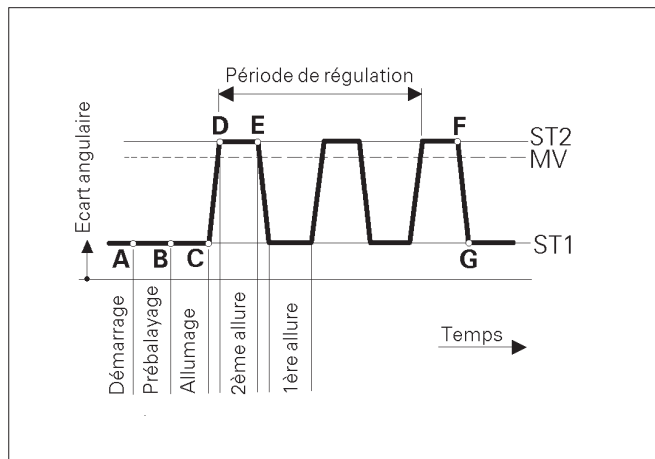 Période de régulation
D E F
ST2
MV
Ecart angulaire
ST1
A B C G
Démarrage
Prébalayage
Allumage
2ème allure
1ère allure
Temps